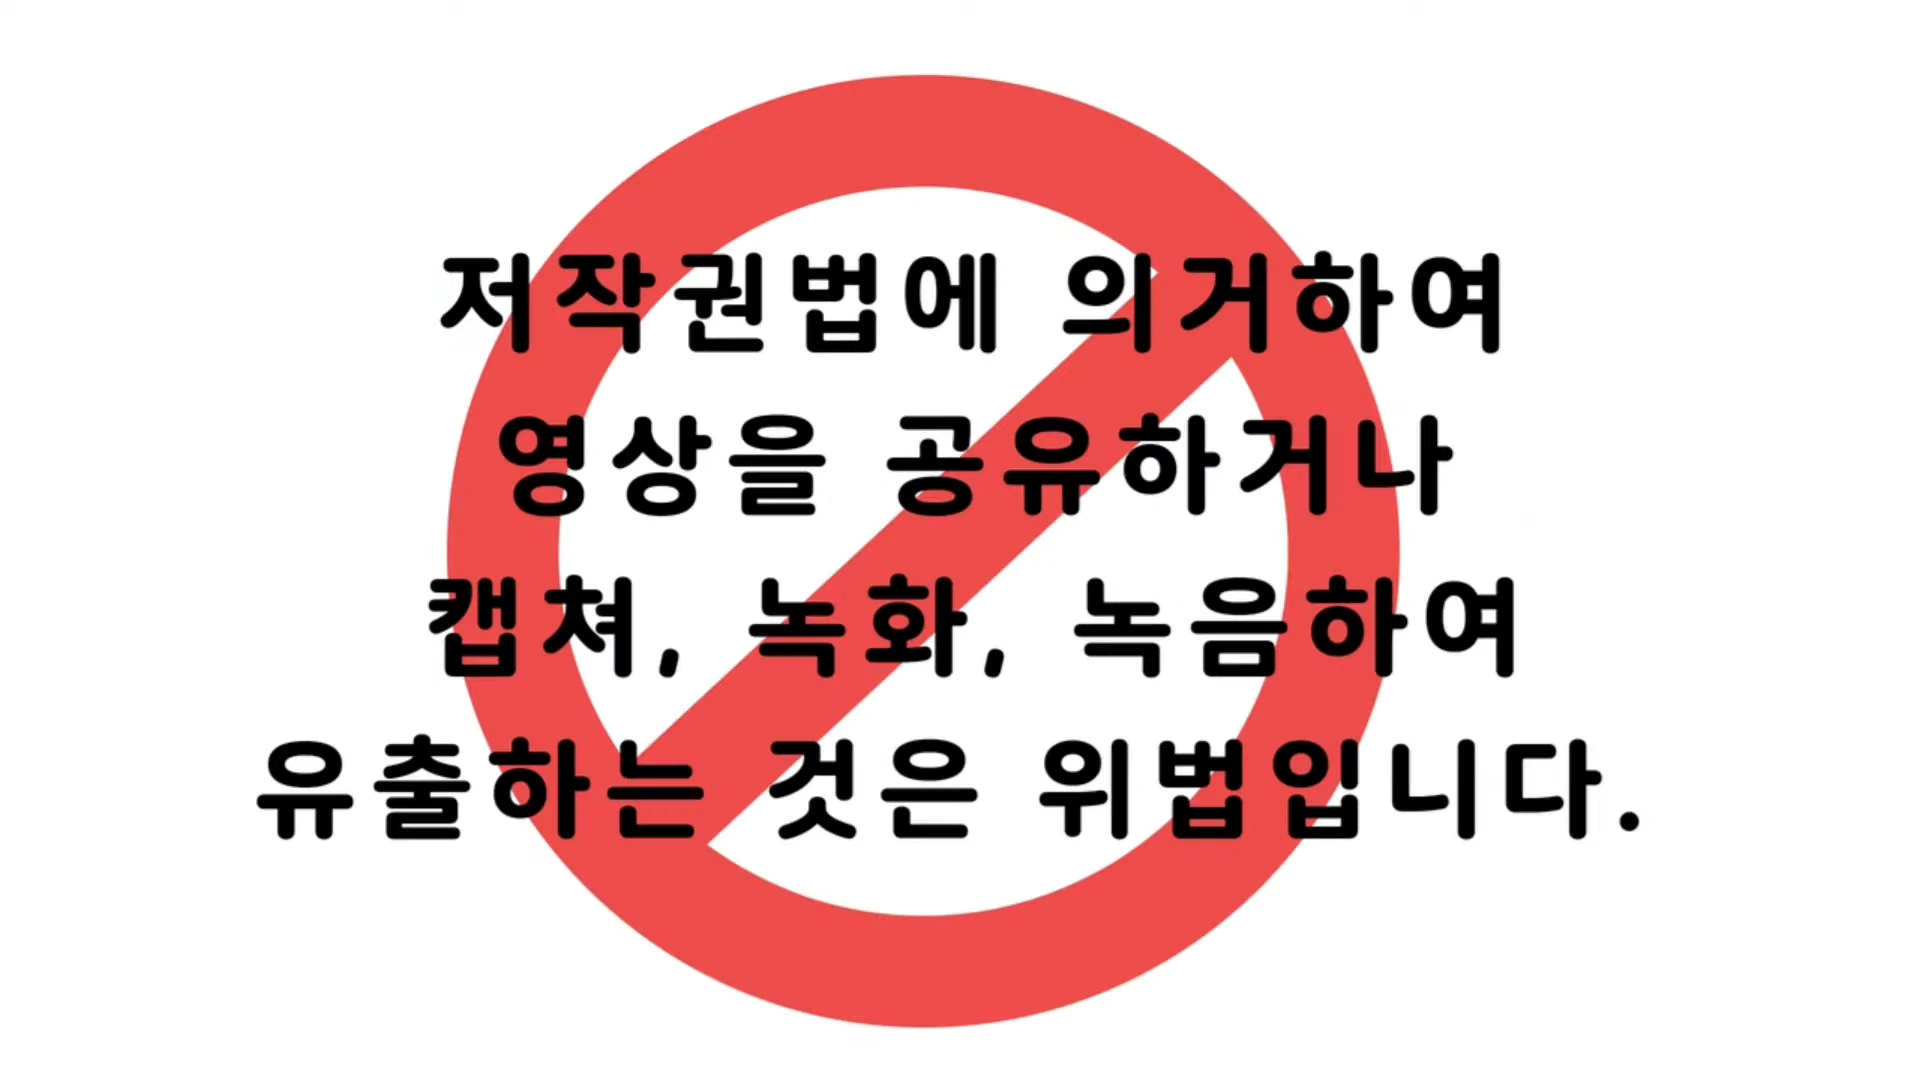 저작권법에 의거하여
영상을 공유하거나
캡쳐, 녹화, 녹음하여
유출하는 것은 위법입니다.